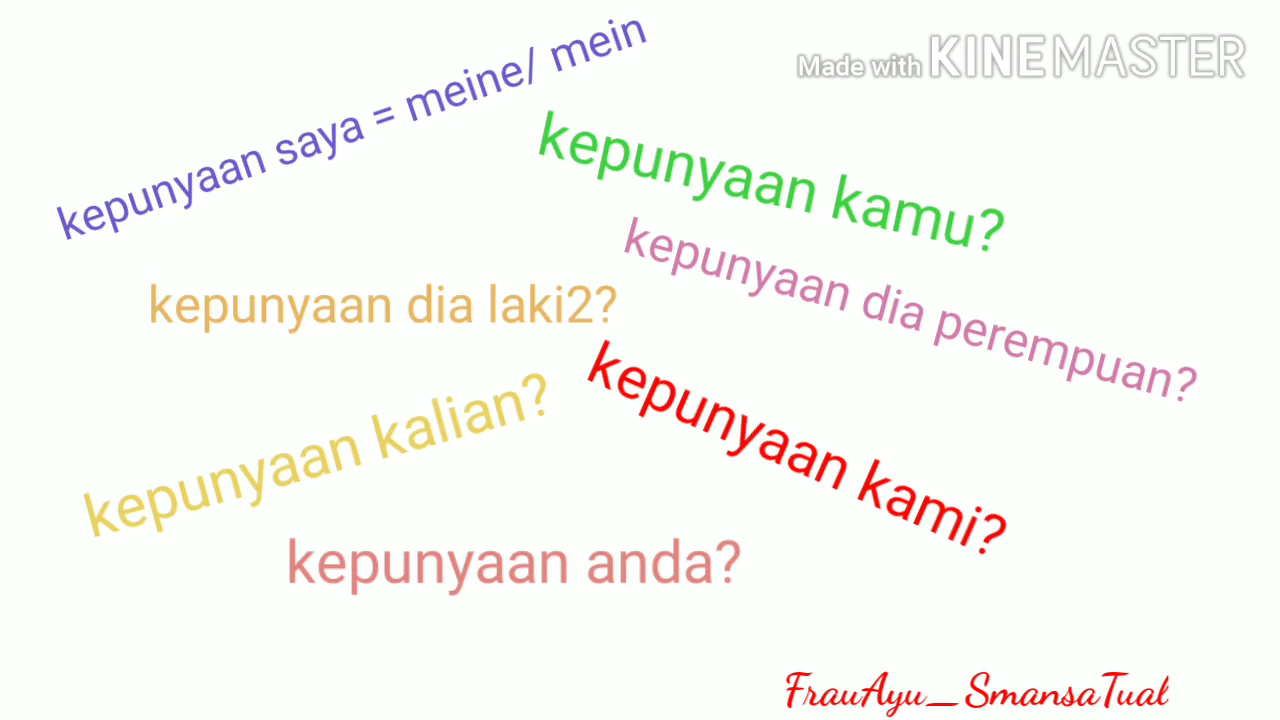 Made with KINEMASTER
kepunyaan saya = meine/ mein
kepunyaan kamu?
kepunyaan dia perempuan?
kepunyaan dia laki2?
kepunyaan kami?
kepunyaan kalian?
kepunyaan anda?
FrauAyu_SmansaTual